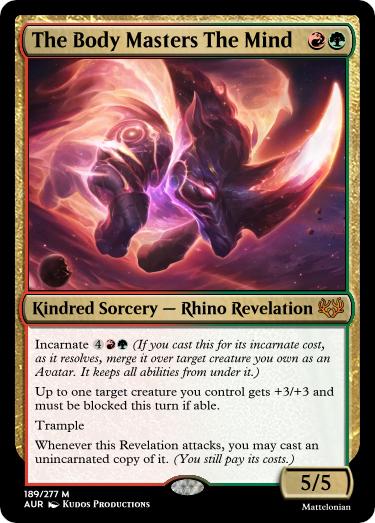 The Body Masters The Mind
Kindred Sorcery — Rhino Revelation
Incarnate 4 (If you cast this for its incarnate cost,
as it resolves, merge it over target creature you own as an
Avatar. It keeps all abilities from under it.)
Up to one target creature you control gets +3/+3 and
must be blocked this turn if able.
Trample
Whenever this Revelation attacks, you may cast an
unincarnated copy of it. (You still pay its costs.)
5/5
189/277 M
AUR Kudos Productions
Mattelonian